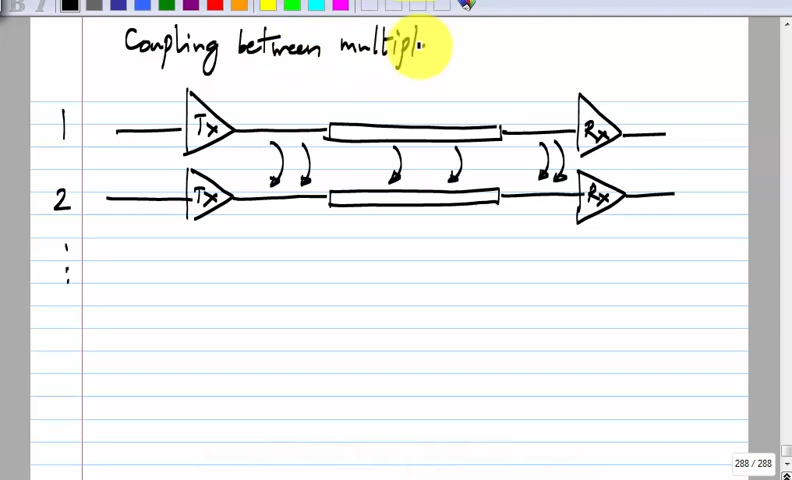 B I
Coupling between multipl
1 Tx Rx
2 Tx Rx
288 / 288